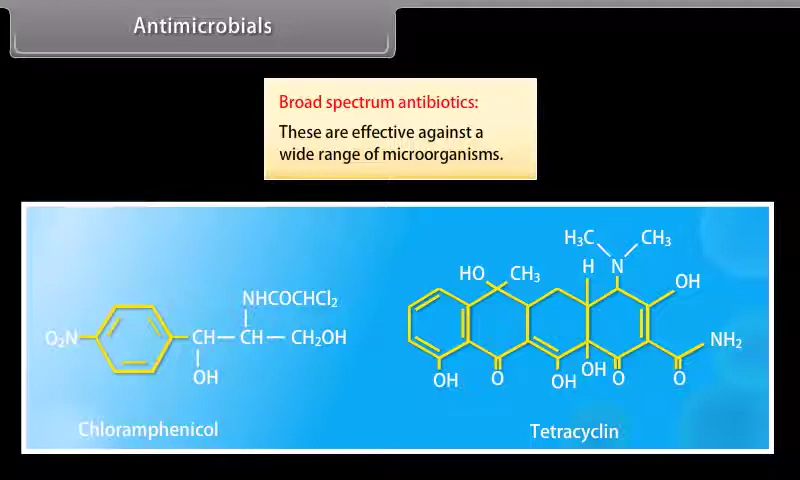 Antimicrobials
Broad spectrum antibiotics:
These are effective against a
wide range of microorganisms.
NHCOCHCl2
O2N
CH
CH
CH2OH
OH
Chloramphenicol
H3C
CH3
HO
CH3
H
N
OH
NH2
OH
O
OH
OH
O
O
Tetracyclin